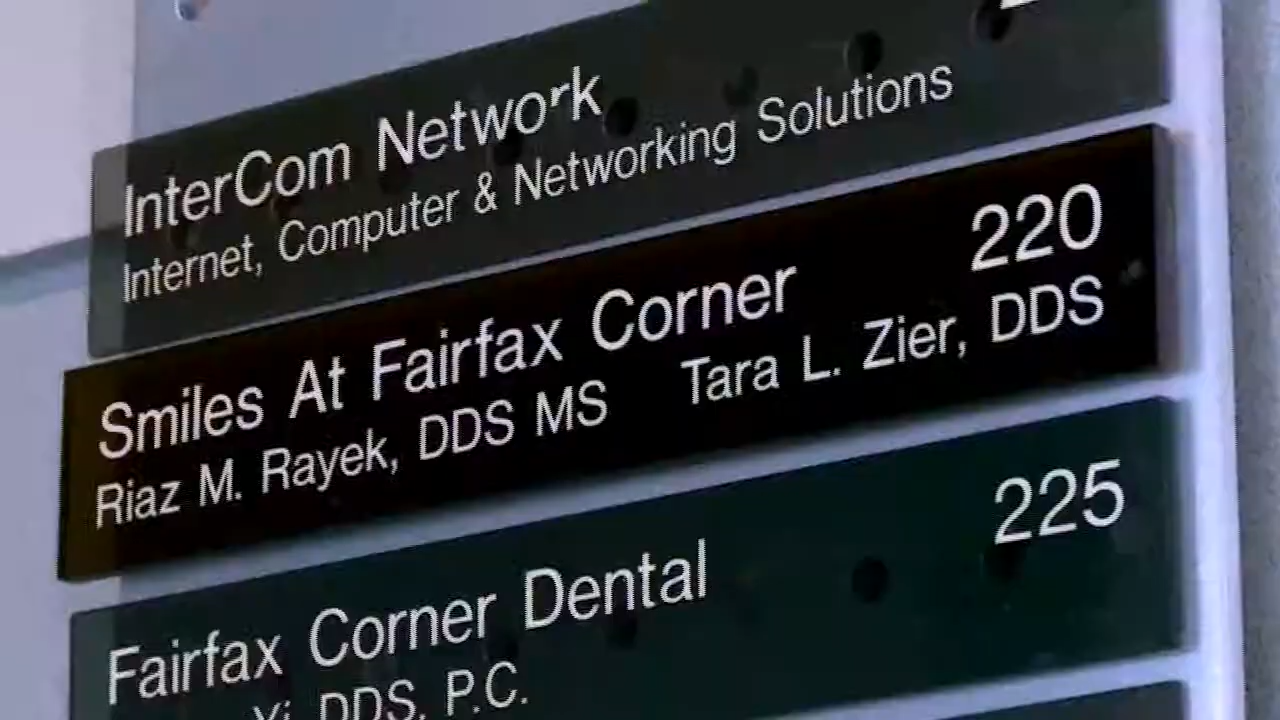 InterCom Network
Internet, Computer & Networking Solutions
Smiles At Fairfax Corner 220
Riaz M. Rayek, DDS MS Tara L. Zier, DDS
Fairfax Corner Dental 225
Yi, DDS, P.C.